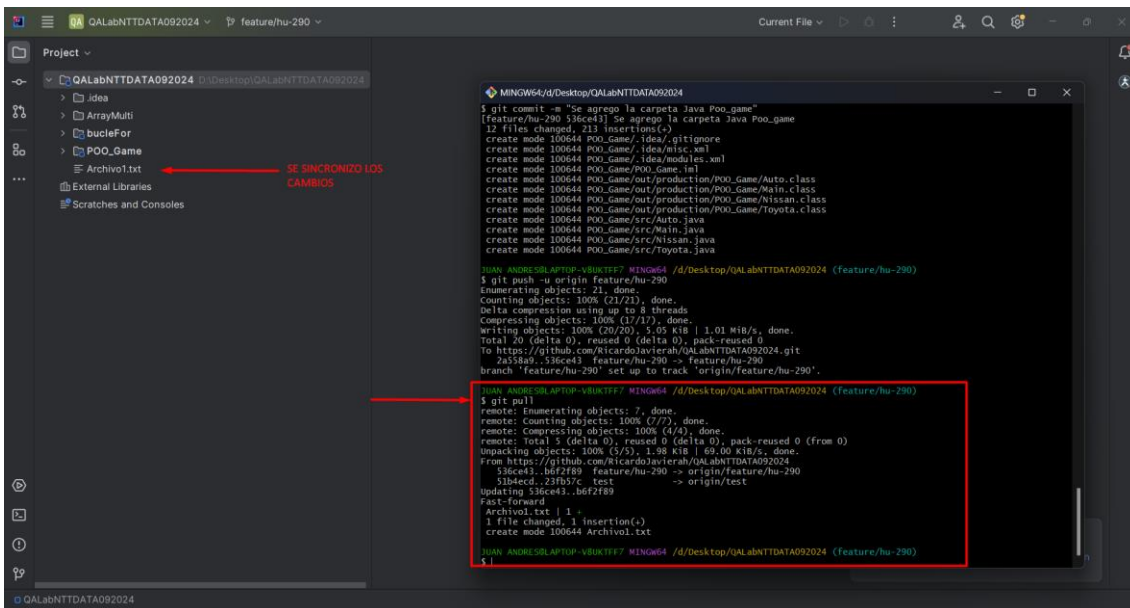 QA QALabNTTDATA092024 feature/hu-290 Current File
Project
QALabNTTDATA092024 D:\Desktop\QALabNTTDATA092024
.idea
ArrayMulti
bucleFor
POO_Game
Archivo1.txt
External Libraries
Scratches and Consoles
SE SINCRONIZO LOS
CAMBIOS
MINGW64:/d/Desktop/QALabNTTDATA092024
$ git commit -m "Se agrego la carpeta Java Poo_game"
[feature/hu-290 536ce43] Se agrego la carpeta Java Poo_game
12 files changed, 213 insertions(+)
create mode 100644 POO_Game/.idea/.gitignore
create mode 100644 POO_Game/.idea/misc.xml
create mode 100644 POO_Game/.idea/modules.xml
create mode 100644 POO_Game/POO_Game.iml
create mode 100644 POO_Game/out/production/POO_Game/Auto.class
create mode 100644 POO_Game/out/production/POO_Game/Main.class
create mode 100644 POO_Game/out/production/POO_Game/Nissan.class
create mode 100644 POO_Game/out/production/POO_Game/Toyota.class
create mode 100644 POO_Game/src/Auto.java
create mode 100644 POO_Game/src/Main.java
create mode 100644 POO_Game/src/Nissan.java
create mode 100644 POO_Game/src/Toyota.java
JUAN ANDRES@LAPTOP-V8UKTFF7 MINGW64 /d/Desktop/QALabNTTDATA092024 (feature/hu-290)
$ git push -u origin feature/hu-290
Enumerating objects: 21, done.
Counting objects: 100% (21/21), done.
Delta compression using up to 8 threads
Compressing objects: 100% (17/17), done.
Writing objects: 100% (20/20), 5.05 KiB | 1.01 MiB/s, done.
Total 20 (delta 0), reused 0 (delta 0), pack-reused 0
To https://github.com/RicardoJavierah/QALabNTTDATA092024.git
2a558a9..536ce43 feature/hu-290 -> feature/hu-290
branch 'feature/hu-290' set up to track 'origin/feature/hu-290'.
JUAN ANDRES@LAPTOP-V8UKTFF7 MINGW64 /d/Desktop/QALabNTTDATA092024 (feature/hu-290)
$ git pull
remote: Enumerating objects: 7, done.
remote: Counting objects: 100% (7/7), done.
remote: Compressing objects: 100% (4/4), done.
remote: Total 5 (delta 0), reused 0 (delta 0), pack-reused 0 (from 0)
Unpacking objects: 100% (5/5), 1.98 KiB | 69.00 KiB/s, done.
From https://github.com/RicardoJavierah/QALabNTTDATA092024
536ce43..b6f2f89 feature/hu-290 -> origin/feature/hu-290
51b4ecd..23fb57c test -> origin/test
Updating 536ce43..b6f2f89
Fast-forward
Archivo1.txt | 1 +
1 file changed, 1 insertion(+)
create mode 100644 Archivo1.txt
JUAN ANDRES@LAPTOP-V8UKTFF7 MINGW64 /d/Desktop/QALabNTTDATA092024 (feature/hu-290)
$
QALabNTTDATA092024